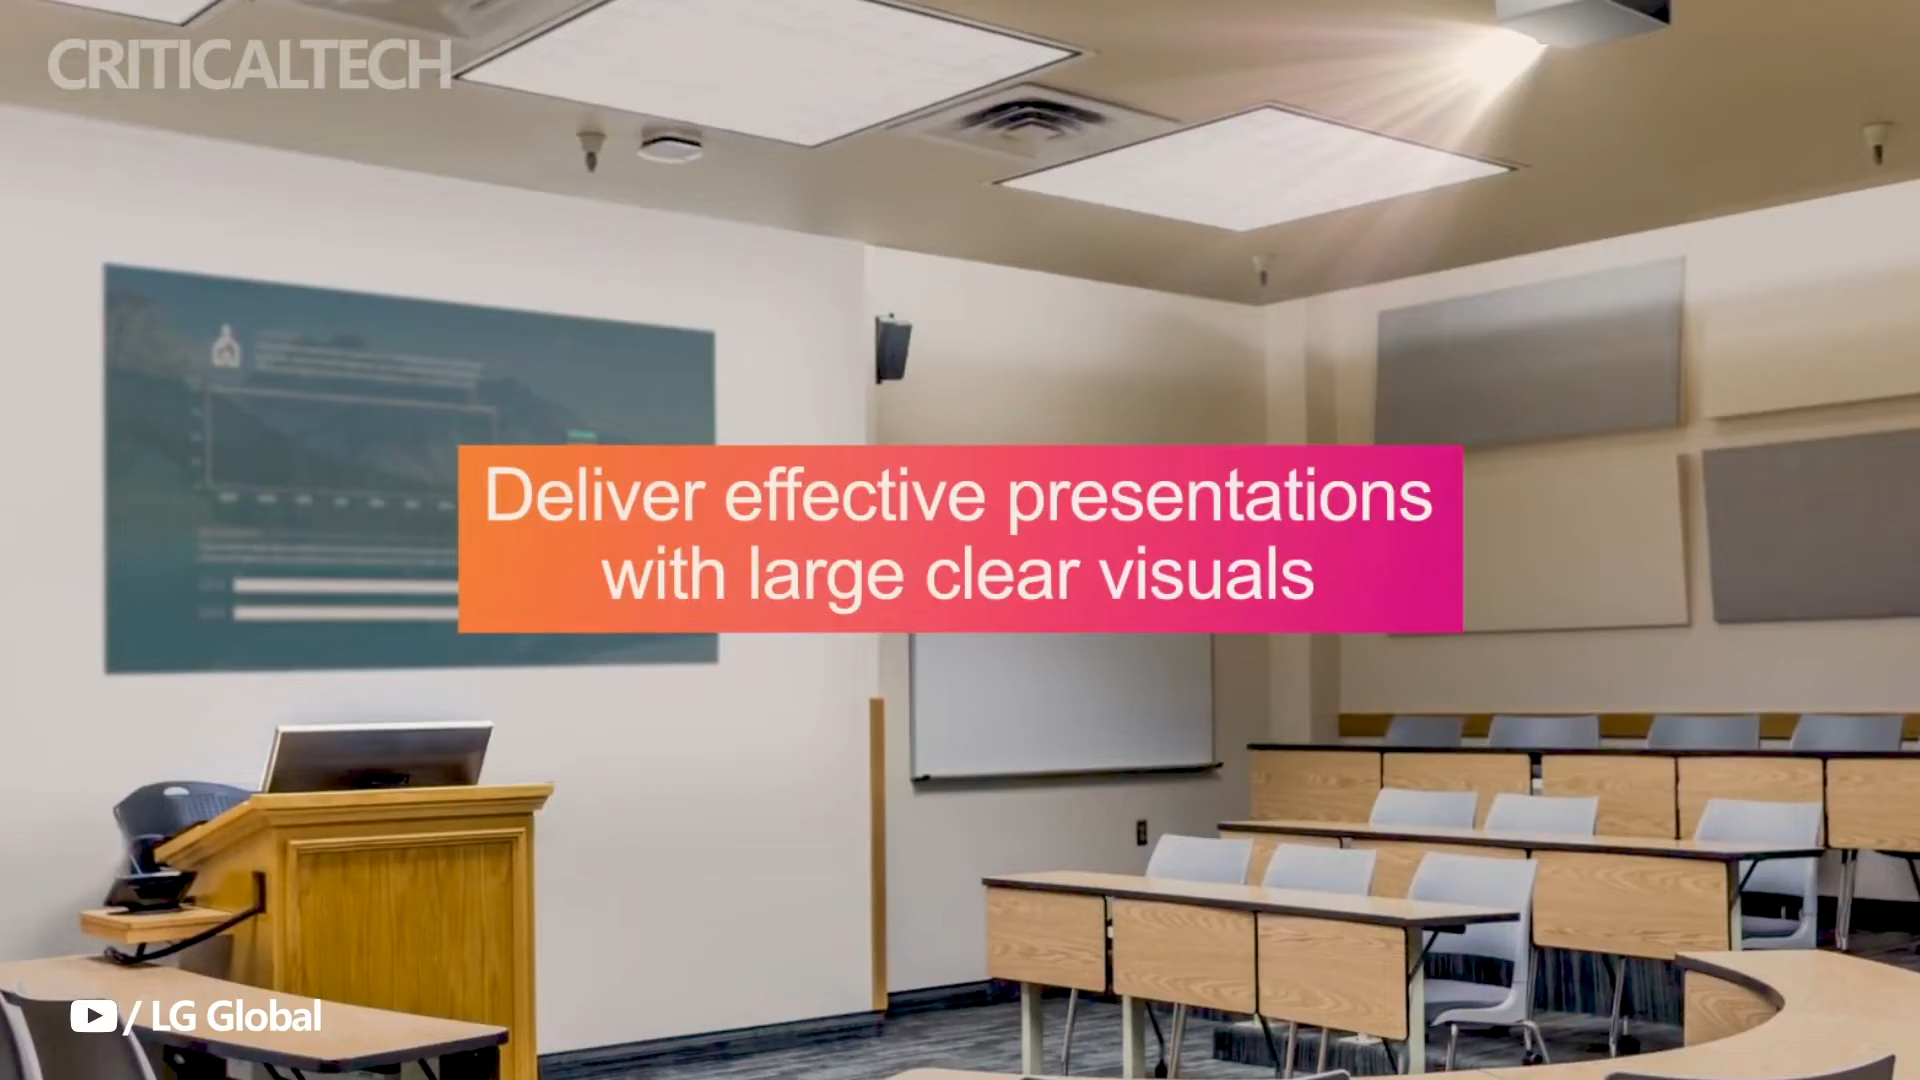 CRITICALTECH
Deliver effective presentations
with large clear visuals
/ LG Global